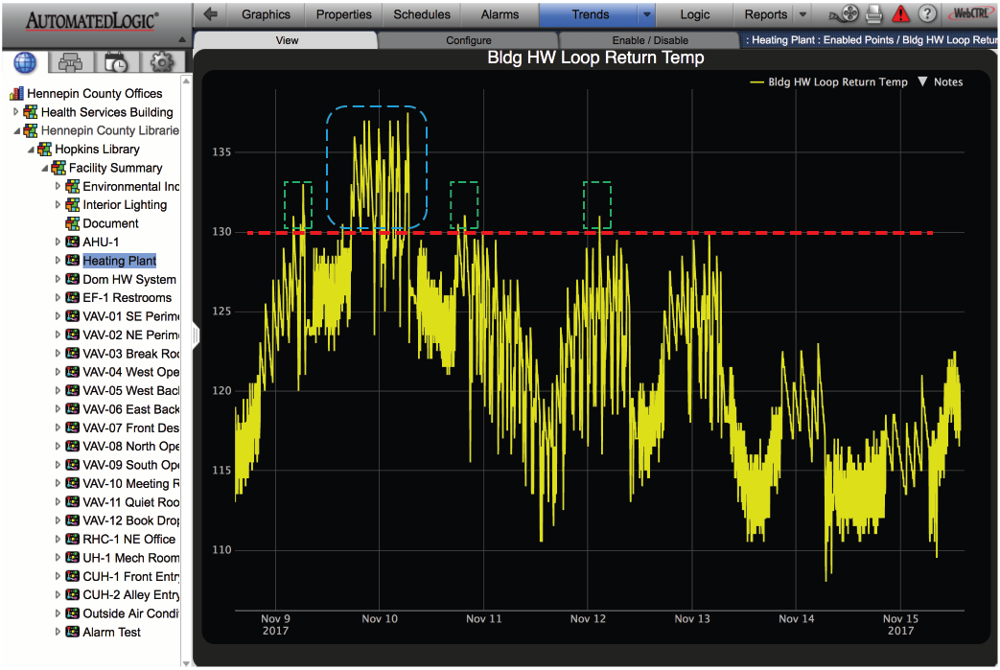 AUTOMATEDLOGIC®
Graphics Properties Schedules Alarms Trends Logic Reports WebCTRL
View Configure Enable / Disable : Heating Plant : Enabled Points / Bldg HW Loop Retur
Bldg HW Loop Return Temp
Bldg HW Loop Return Temp Notes
Hennepin County Offices
Health Services Building
Hennepin County Librarie
Hopkins Library
Facility Summary
Environmental Ind
Interior Lighting
Document
AHU-1
Heating Plant
Dom HW System
EF-1 Restrooms
VAV-01 SE Perime
VAV-02 NE Perim
VAV-03 Break Roo
VAV-04 West Ope
VAV-05 West Back
VAV-06 East Back
VAV-07 Front Des
VAV-08 North Ope
VAV-09 South Ope
VAV-10 Meeting R
VAV-11 Quiet Roo
VAV-12 Book Drop
RHC-1 NE Office
UH-1 Mech Room
CUH-1 Front Entry
CUH-2 Alley Entry
Outside Air Condi
Alarm Test
135
130
125
120
115
110
Nov 9 Nov 10 Nov 11 Nov 12 Nov 13 Nov 14 Nov 15
2017 2017